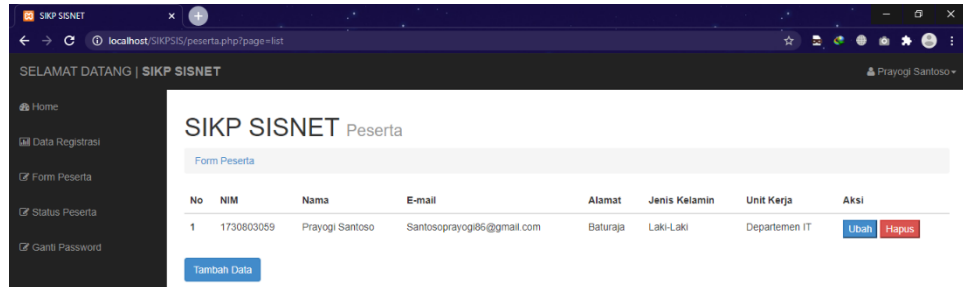 SIKP SISNET
localhost/SIKPSIS/peserta.php?page=list
SELAMAT DATANG | SIKP SISNET
Prayogi Santoso
Home
Data Registrasi
Form Peserta
Status Peserta
Ganti Password
SIKP SISNET Peserta
Form Peserta
No NIM Nama E-mail Alamat Jenis Kelamin Unit Kerja Aksi
1 1730803059 Prayogi Santoso Santosoprayogi86@gmail.com Baturaja Laki-Laki Departemen IT Ubah Hapus
Tambah Data